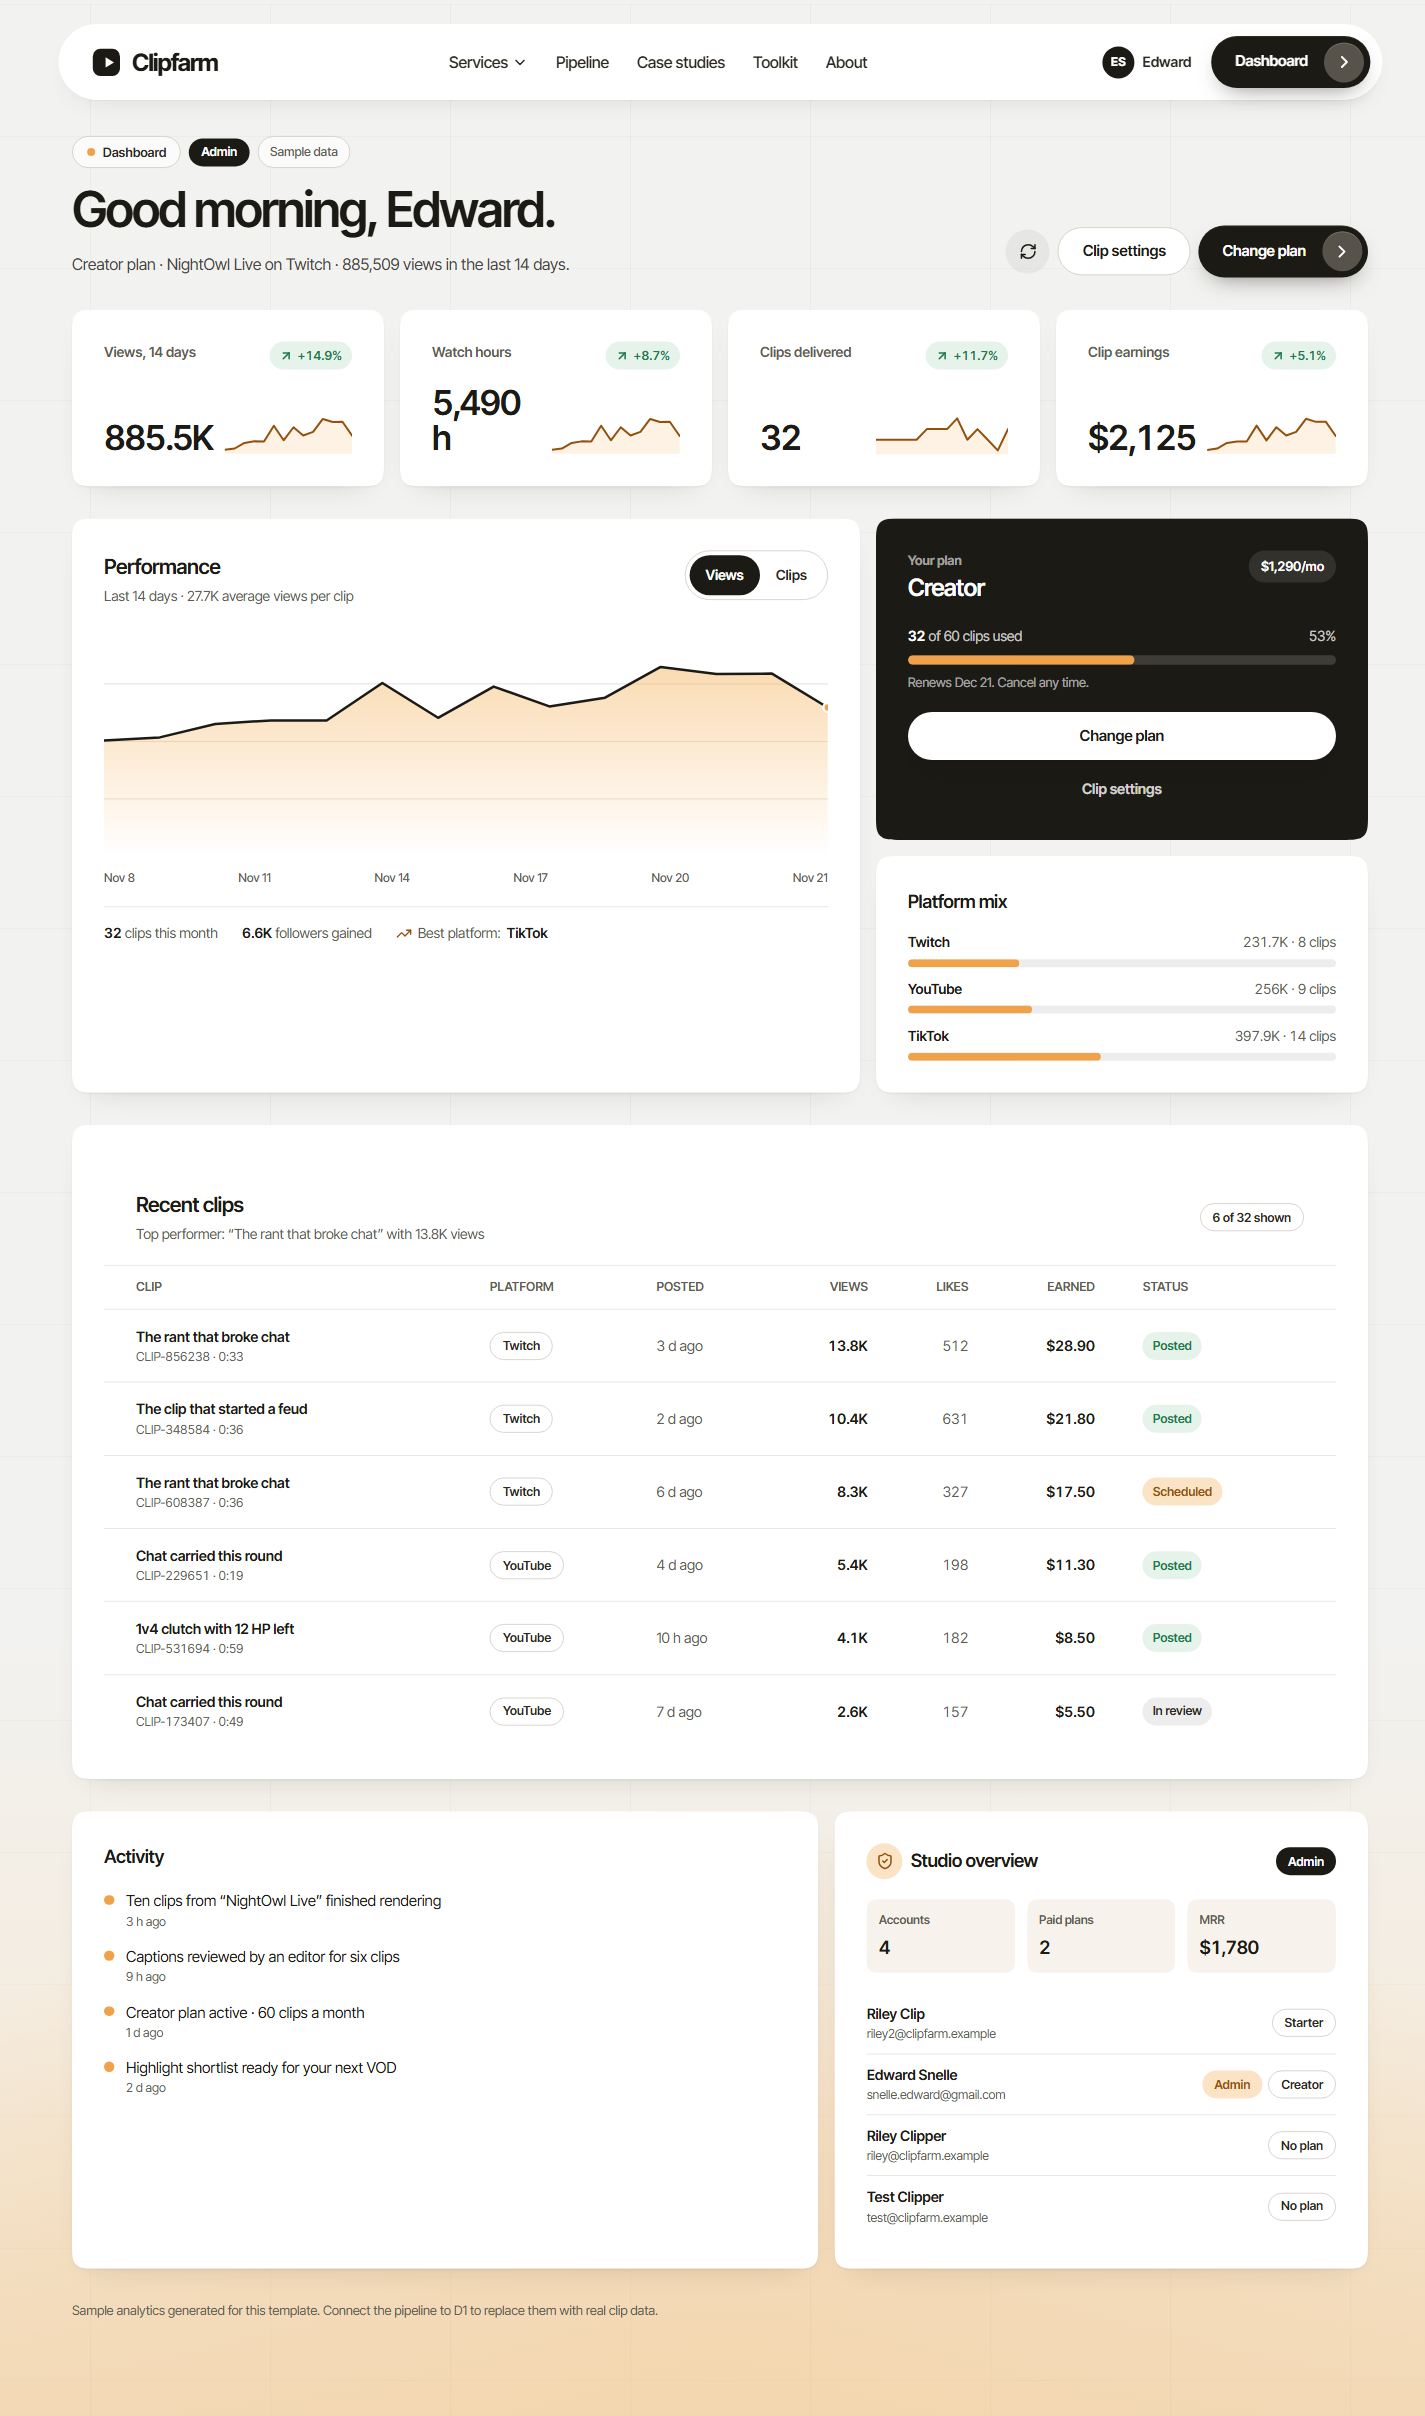 Clipfarm
Services
Pipeline
Case studies
Toolkit
About
ES
Edward
Dashboard
Dashboard
Admin
Sample data
Good morning, Edward.
Creator plan · NightOwl Live on Twitch · 885,509 views in the last 14 days.
Clip settings
Change plan
Views, 14 days
+14.9%
885.5K
Watch hours
+8.7%
5,490
h
Clips delivered
+11.7%
32
Clip earnings
+5.1%
$2,125
Performance
Last 14 days · 27.7K average views per clip
Views
Clips
Nov 8
Nov 11
Nov 14
Nov 17
Nov 20
Nov 21
32 clips this month
6.6K followers gained
Best platform: TikTok
Your plan
Creator
$1,290/mo
32 of 60 clips used
53%
Renews Dec 21. Cancel any time.
Change plan
Clip settings
Platform mix
Twitch
231.7K · 8 clips
YouTube
256K · 9 clips
TikTok
397.9K · 14 clips
Recent clips
Top performer: “The rant that broke chat” with 13.8K views
6 of 32 shown
CLIP PLATFORM POSTED VIEWS LIKES EARNED STATUS
The rant that broke chat
CLIP-856238 · 0:33
Twitch
3 d ago
13.8K
512
$28.90
Posted
The clip that started a feud
CLIP-348584 · 0:36
Twitch
2 d ago
10.4K
631
$21.80
Posted
The rant that broke chat
CLIP-608387 · 0:36
Twitch
6 d ago
8.3K
327
$17.50
Scheduled
Chat carried this round
CLIP-229651 · 0:19
YouTube
4 d ago
5.4K
198
$11.30
Posted
1v4 clutch with 12 HP left
CLIP-531694 · 0:59
YouTube
10 h ago
4.1K
182
$8.50
Posted
Chat carried this round
CLIP-173407 · 0:49
YouTube
7 d ago
2.6K
157
$5.50
In review
Activity
Ten clips from “NightOwl Live” finished rendering
3 h ago
Captions reviewed by an editor for six clips
9 h ago
Creator plan active · 60 clips a month
1 d ago
Highlight shortlist ready for your next VOD
2 d ago
Studio overview
Admin
Accounts
4
Paid plans
2
MRR
$1,780
Riley Clip
riley2@clipfarm.example
Starter
Edward Snelle
snelle.edward@gmail.com
Admin
Creator
Riley Clipper
riley@clipfarm.example
No plan
Test Clipper
test@clipfarm.example
No plan
Sample analytics generated for this template. Connect the pipeline to D1 to replace them with real clip data.